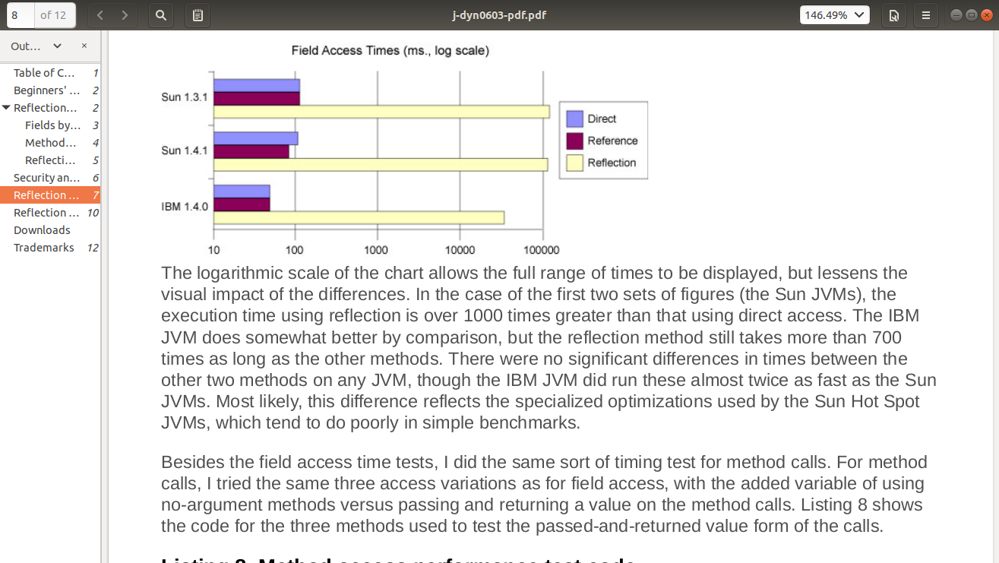 8 of 12
j-dyn0603-pdf.pdf
146.49%
Out... ×
Table of C... 1
Beginners' ... 2
Reflection... 2
Fields by... 3
Method... 4
Reflecti... 5
Security an... 6
Reflection ... 7
Reflection ... 10
Downloads
Trademarks 12
Field Access Times (ms., log scale)
Sun 1.3.1
Sun 1.4.1
IBM 1.4.0
Direct
Reference
Reflection
10 100 1000 10000 100000
The logarithmic scale of the chart allows the full range of times to be displayed, but lessens the
visual impact of the differences. In the case of the first two sets of figures (the Sun JVMs), the
execution time using reflection is over 1000 times greater than that using direct access. The IBM
JVM does somewhat better by comparison, but the reflection method still takes more than 700
times as long as the other methods. There were no significant differences in times between the
other two methods on any JVM, though the IBM JVM did run these almost twice as fast as the Sun
JVMs. Most likely, this difference reflects the specialized optimizations used by the Sun Hot Spot
JVMs, which tend to do poorly in simple benchmarks.
Besides the field access time tests, I did the same sort of timing test for method calls. For method
calls, I tried the same three access variations as for field access, with the added variable of using
no-argument methods versus passing and returning a value on the method calls. Listing 8 shows
the code for the three methods used to test the passed-and-returned value form of the calls.
Listing 8. Method access performance test code